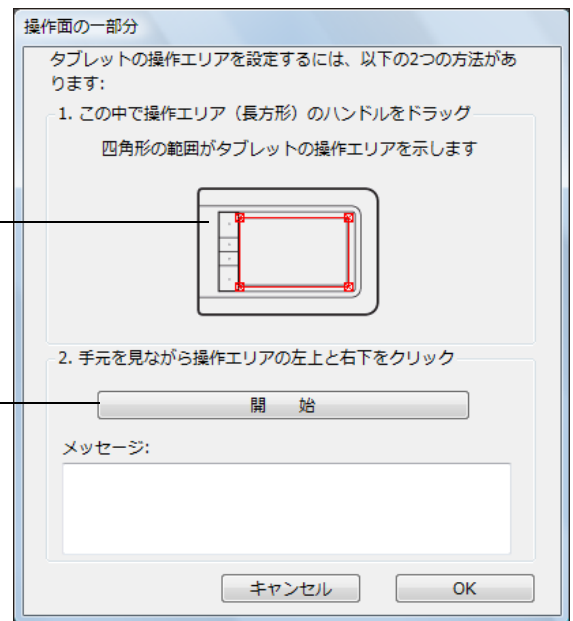 操作面の一部分
タブレットの操作エリアを設定するには、以下の2つの方法があ
ります:
1. この中で操作エリア（長方形）のハンドルをドラッグ
四角形の範囲がタブレットの操作エリアを示します
2. 手元を見ながら操作エリアの左上と右下をクリック
開　始
メッセージ:
キャンセル OK